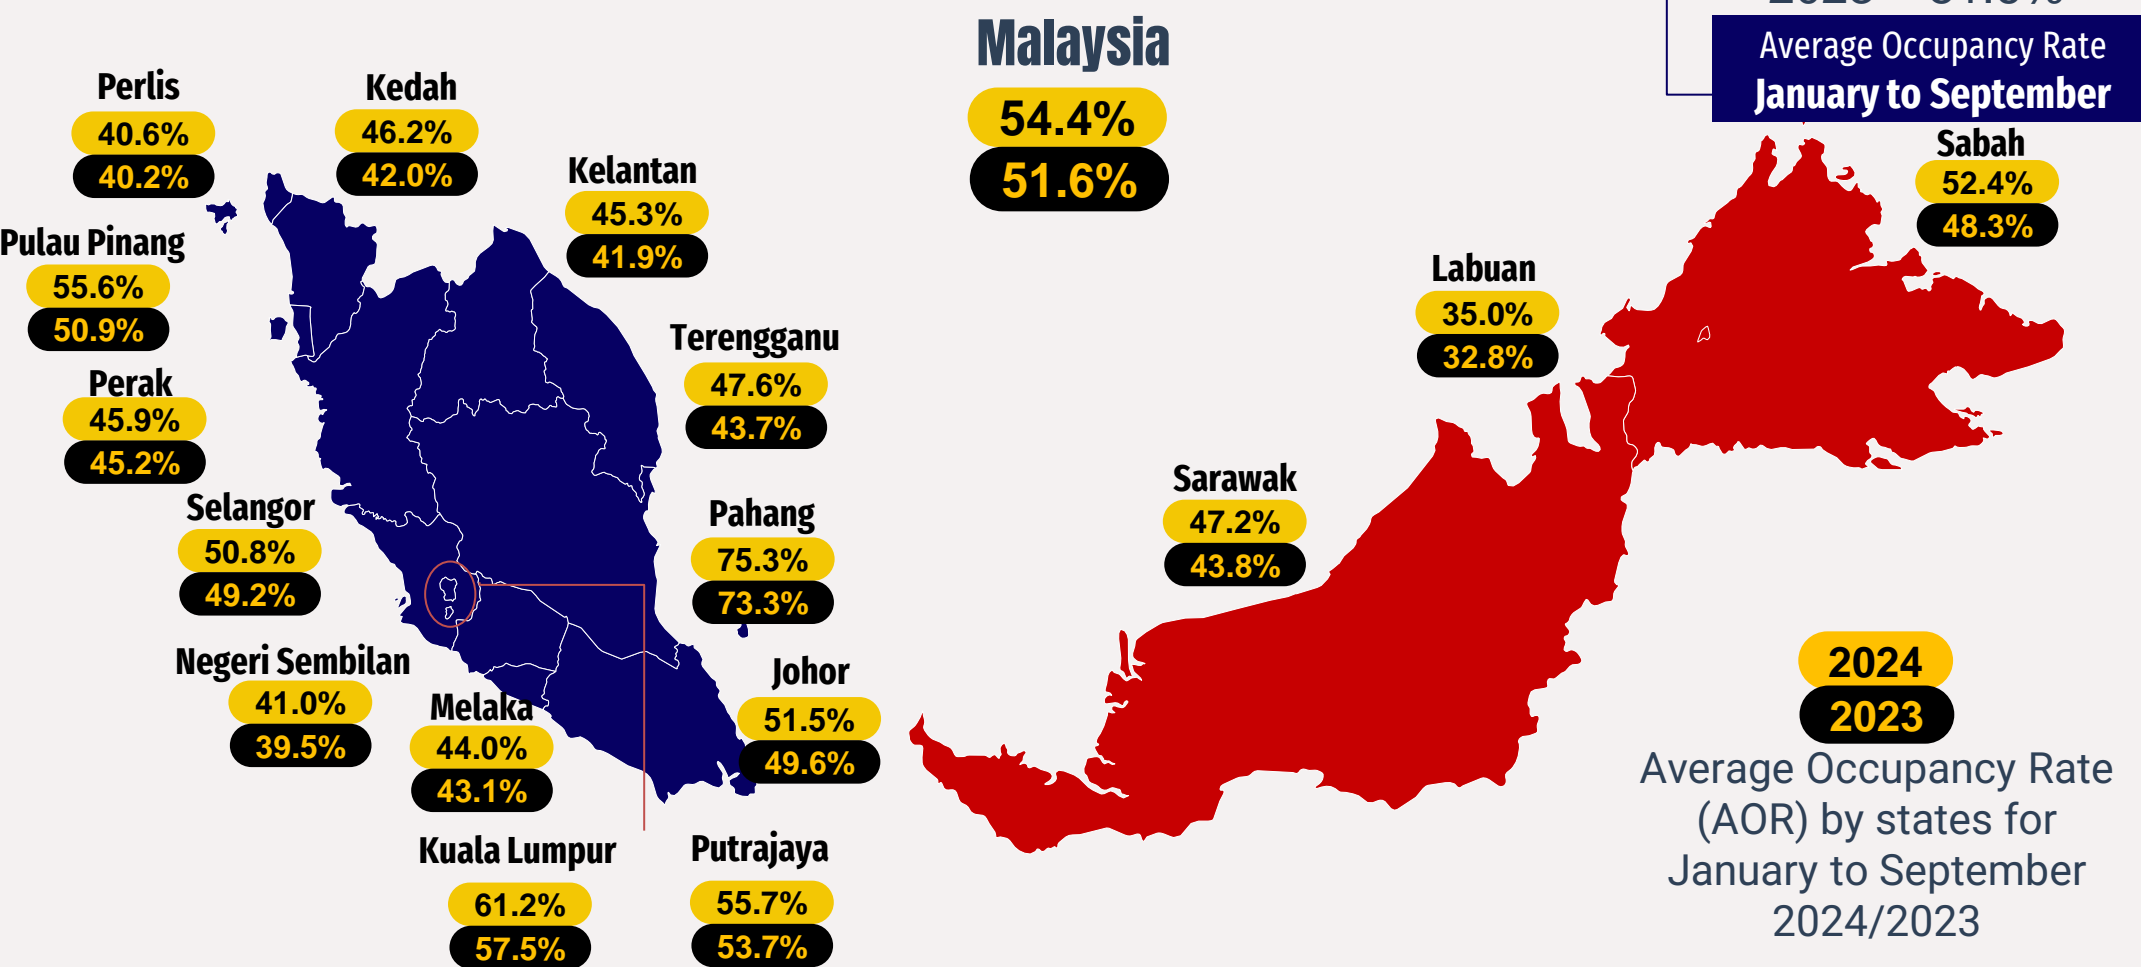 Malaysia
54.4%
51.6%
Average Occupancy Rate
January to September
Perlis
40.6%
40.2%
Kedah
46.2%
42.0%
Kelantan
45.3%
41.9%
Pulau Pinang
55.6%
50.9%
Terengganu
47.6%
43.7%
Perak
45.9%
45.2%
Selangor
50.8%
49.2%
Pahang
75.3%
73.3%
Negeri Sembilan
41.0%
39.5%
Melaka
44.0%
43.1%
Johor
51.5%
49.6%
Kuala Lumpur
61.2%
57.5%
Putrajaya
55.7%
53.7%
Sabah
52.4%
48.3%
Labuan
35.0%
32.8%
Sarawak
47.2%
43.8%
2024
2023
Average Occupancy Rate
(AOR) by states for
January to September
2024/2023